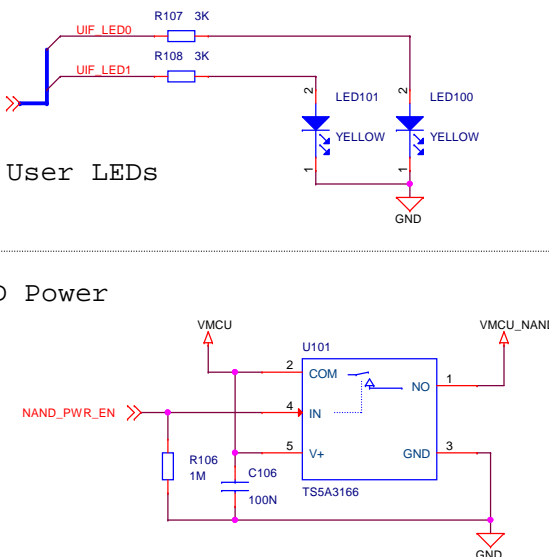 R107 3K
UIF_LED0
R108 3K
UIF_LED1
2 LED101 2 LED100
YELLOW YELLOW
1 1
User LEDs
GND
Power
VMCU VMCU_NAND
U101
2 COM NO 1
NAND_PWR_EN 4 IN
5 V+ GND 3
R106
1M
C106
100N
TS5A3166
GND